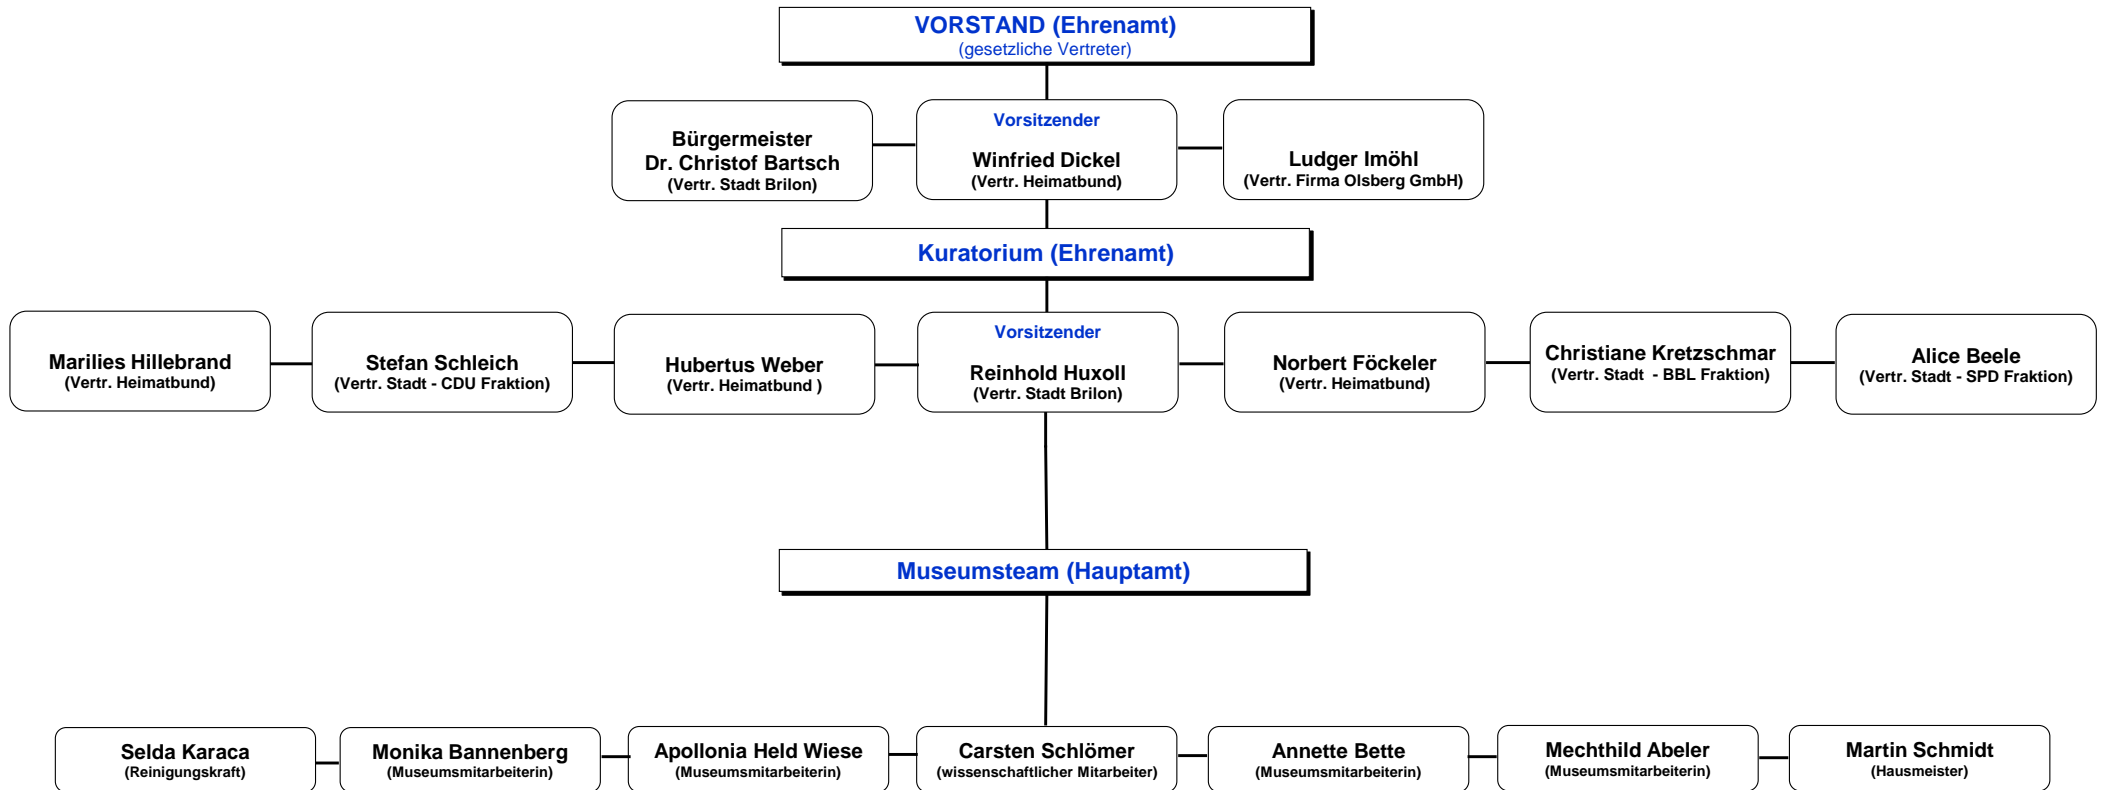 VORSTAND (Ehrenamt)
(gesetzliche Vertreter)
Bürgermeister
Dr. Christof Bartsch
(Vertr. Stadt Brilon)
Vorsitzender
Winfried Dickel
(Vertr. Heimatbund)
Ludger Imöhl
(Vertr. Firma Olsberg GmbH)
Kuratorium (Ehrenamt)
Marilies Hillebrand
(Vertr. Heimatbund)
Stefan Schleich
(Vertr. Stadt - CDU Fraktion)
Hubertus Weber
(Vertr. Heimatbund )
Vorsitzender
Reinhold Huxoll
(Vertr. Stadt Brilon)
Norbert Föckeler
(Vertr. Heimatbund)
Christiane Kretzschmar
(Vertr. Stadt  - BBL Fraktion)
Alice Beele
(Vertr. Stadt - SPD Fraktion)
Museumsteam (Hauptamt)
Selda Karaca
(Reinigungskraft)
Monika Bannenberg
(Museumsmitarbeiterin)
Apollonia Held Wiese
(Museumsmitarbeiterin)
Carsten Schlömer
(wissenschaftlicher Mitarbeiter)
Annette Bette
(Museumsmitarbeiterin)
Mechthild Abeler
(Museumsmitarbeiterin)
Martin Schmidt
(Hausmeister)